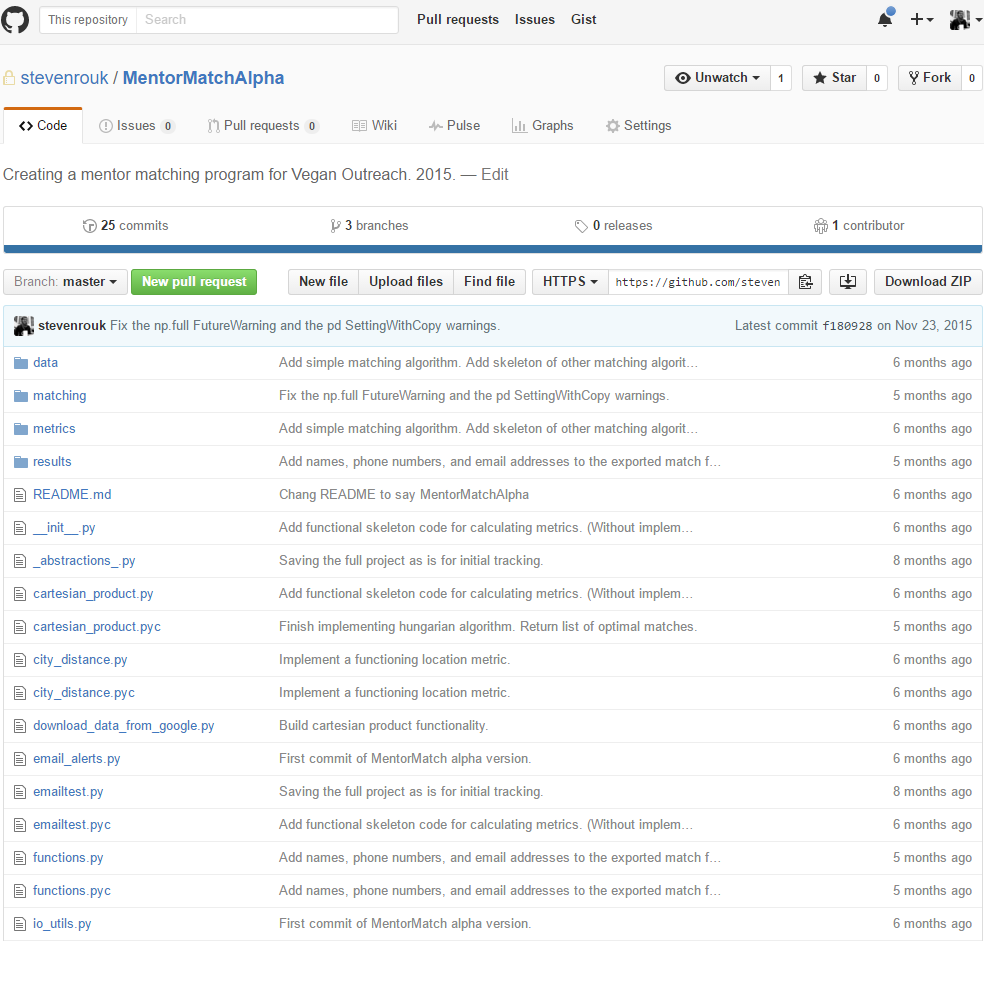 This repository Search Pull requests Issues Gist
stevenrouk / MentorMatchAlpha Unwatch 1 Star 0 Fork 0
Code Issues 0 Pull requests 0 Wiki Pulse Graphs Settings
Creating a mentor matching program for Vegan Outreach. 2015. — Edit
25 commits 3 branches 0 releases 1 contributor
Branch: master New pull request New file Upload files Find file HTTPS https://github.com/steven Download ZIP
stevenrouk Fix the np.full FutureWarning and the pd SettingWithCopy warnings. Latest commit f180928 on Nov 23, 2015
data Add simple matching algorithm. Add skeleton of other matching algorit… 6 months ago
matching Fix the np.full FutureWarning and the pd SettingWithCopy warnings. 5 months ago
metrics Add simple matching algorithm. Add skeleton of other matching algorit… 6 months ago
results Add names, phone numbers, and email addresses to the exported match f… 5 months ago
README.md Chang README to say MentorMatchAlpha 6 months ago
__init__.py Add functional skeleton code for calculating metrics. (Without implem… 6 months ago
_abstractions_.py Saving the full project as is for initial tracking. 8 months ago
cartesian_product.py Add functional skeleton code for calculating metrics. (Without implem… 6 months ago
cartesian_product.pyc Finish implementing hungarian algorithm. Return list of optimal matches. 5 months ago
city_distance.py Implement a functioning location metric. 6 months ago
city_distance.pyc Implement a functioning location metric. 6 months ago
download_data_from_google.py Build cartesian product functionality. 6 months ago
email_alerts.py First commit of MentorMatch alpha version. 6 months ago
emailtest.py Saving the full project as is for initial tracking. 8 months ago
emailtest.pyc Add functional skeleton code for calculating metrics. (Without implem… 6 months ago
functions.py Add names, phone numbers, and email addresses to the exported match f… 5 months ago
functions.pyc Add names, phone numbers, and email addresses to the exported match f… 5 months ago
io_utils.py First commit of MentorMatch alpha version. 6 months ago